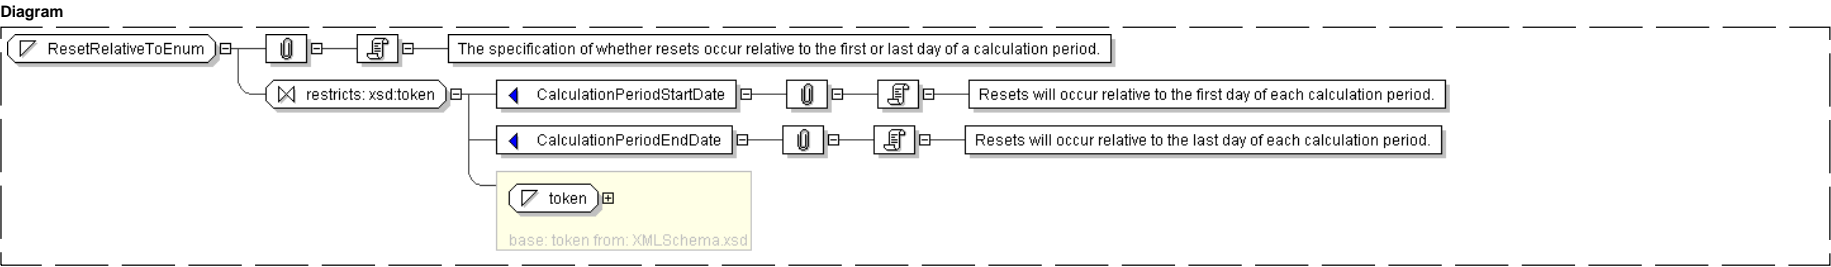 Diagram
ResetRelativeToEnum
The specification of whether resets occur relative to the first or last day of a calculation period.
restricts: xsd:token
CalculationPeriodStartDate
Resets will occur relative to the first day of each calculation period.
CalculationPeriodEndDate
Resets will occur relative to the last day of each calculation period.
token
base: token from: XMLSchema.xsd